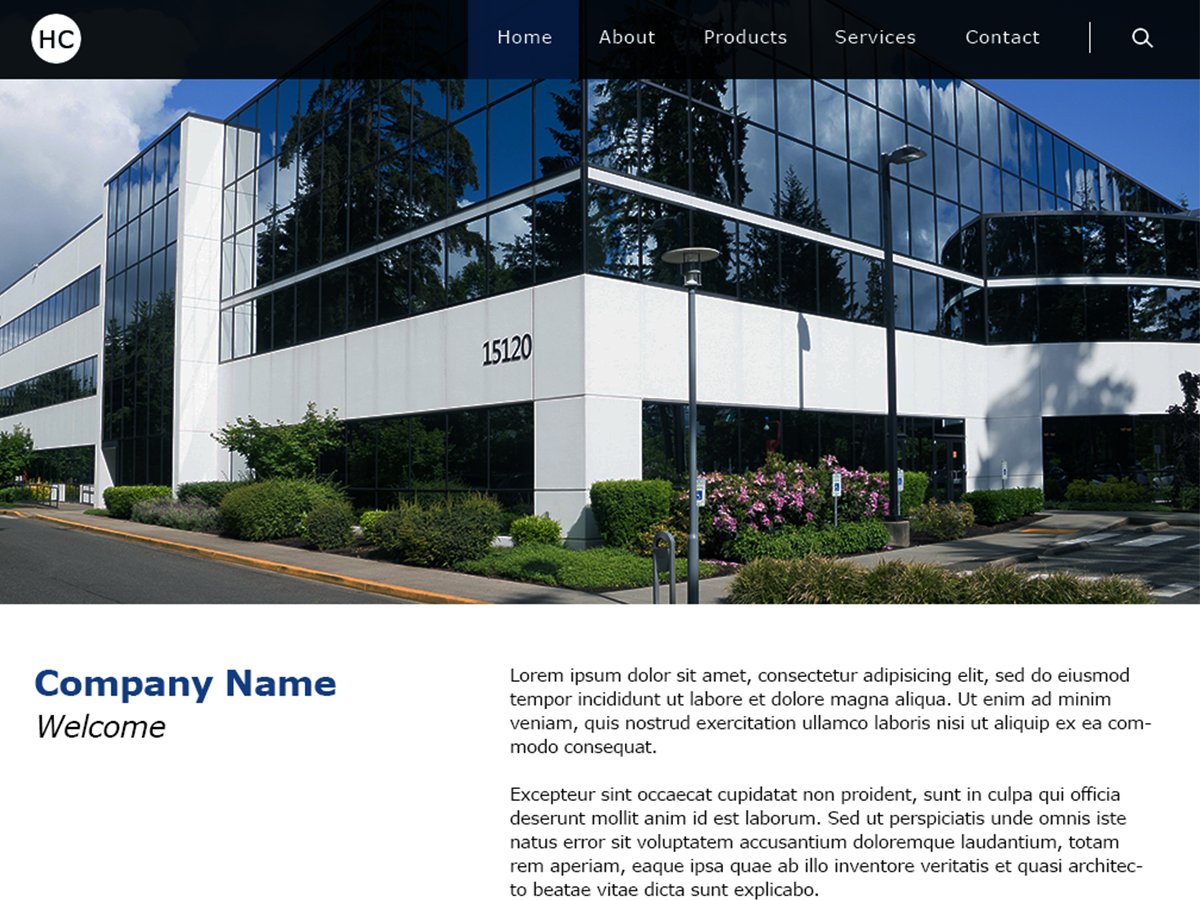 HC
Home About Products Services Contact
15120
Company Name
Welcome
Lorem ipsum dolor sit amet, consectetur adipisicing elit, sed do eiusmod
tempor incididunt ut labore et dolore magna aliqua. Ut enim ad minim
veniam, quis nostrud exercitation ullamco laboris nisi ut aliquip ex ea com-
modo consequat.
Excepteur sint occaecat cupidatat non proident, sunt in culpa qui officia
deserunt mollit anim id est laborum. Sed ut perspiciatis unde omnis iste
natus error sit voluptatem accusantium doloremque laudantium, totam
rem aperiam, eaque ipsa quae ab illo inventore veritatis et quasi architec-
to beatae vitae dicta sunt explicabo.